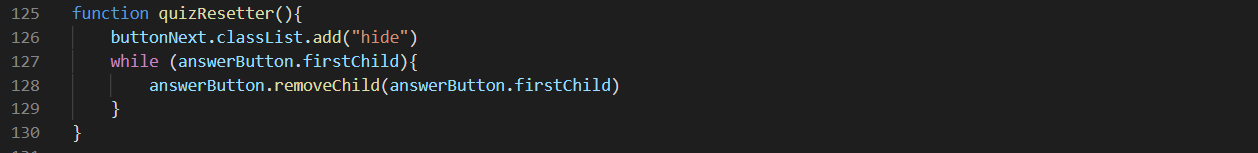 125 function quizResetter(){
126 buttonNext.classList.add("hide")
127 while (answerButton.firstChild){
128 answerButton.removeChild(answerButton.firstChild)
129 }
130 }